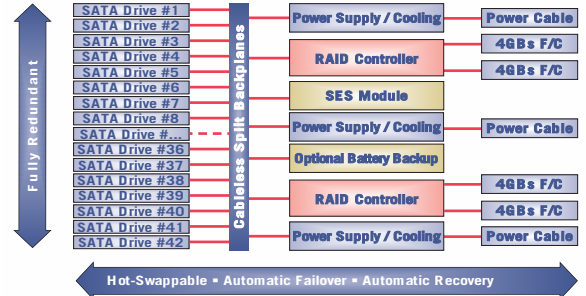 Fully Redundant
SATA Drive #1
SATA Drive #2
SATA Drive #3
SATA Drive #4
SATA Drive #5
SATA Drive #6
SATA Drive #7
SATA Drive #8
SATA Drive #...
SATA Drive #36
SATA Drive #37
SATA Drive #38
SATA Drive #39
SATA Drive #40
SATA Drive #41
SATA Drive #42
Cableless Split Backplanes
Power Supply / Cooling
RAID Controller
SES Module
Power Supply / Cooling
Optional Battery Backup
RAID Controller
Power Supply / Cooling
Power Cable
4GBs F/C
4GBs F/C
Power Cable
4GBs F/C
4GBs F/C
Power Cable
Hot-Swappable ▪ Automatic Failover ▪ Automatic Recovery